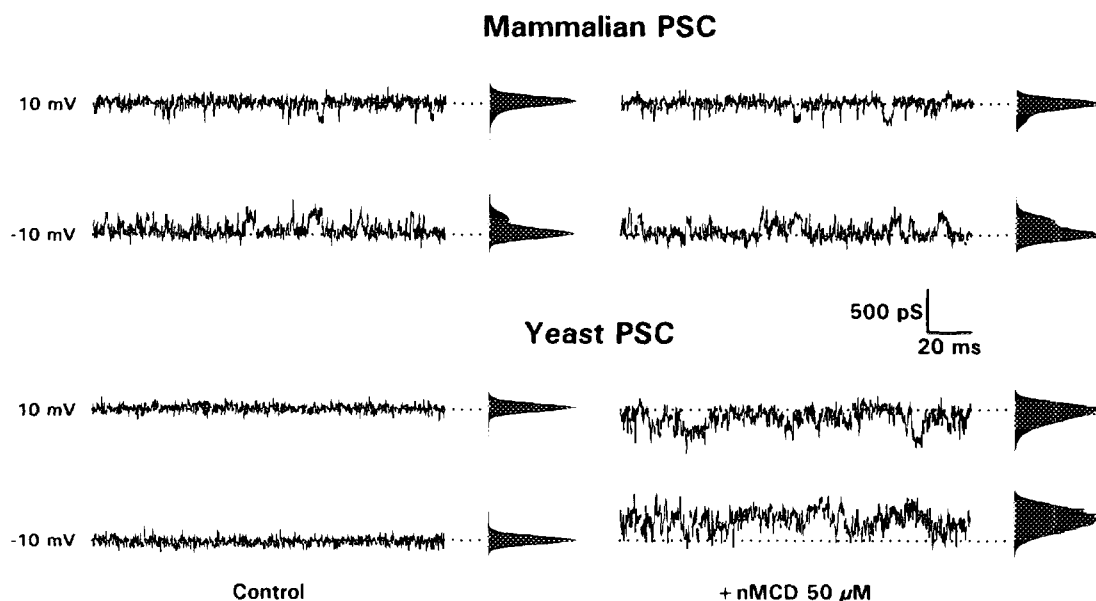 Mammalian PSC
10 mV
-10 mV
500 pS
20 ms
Yeast PSC
10 mV
-10 mV
Control
+ nMCD 50 µM